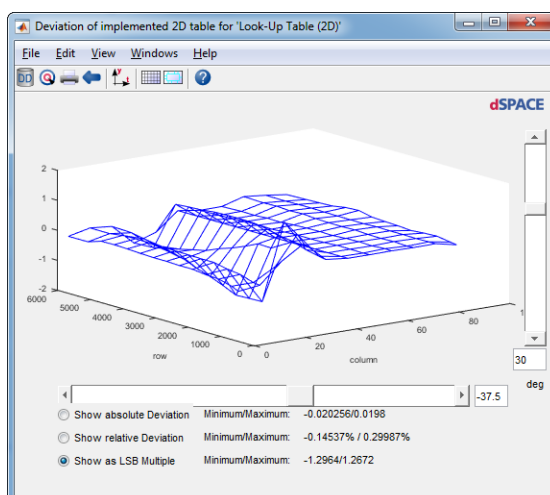 Deviation of implemented 2D table for 'Look-Up Table (2D)'
File Edit View Windows Help
dSPACE
2
1
0
-1
-2
6000
5000
4000
3000
2000
1000
0
row
0
20
40
60
80
column
30
deg
-37.5
Show absolute Deviation Minimum/Maximum: -0.020256/0.0198
Show relative Deviation Minimum/Maximum: -0.14537% / 0.29987%
Show as LSB Multiple Minimum/Maximum: -1.2964/1.2672